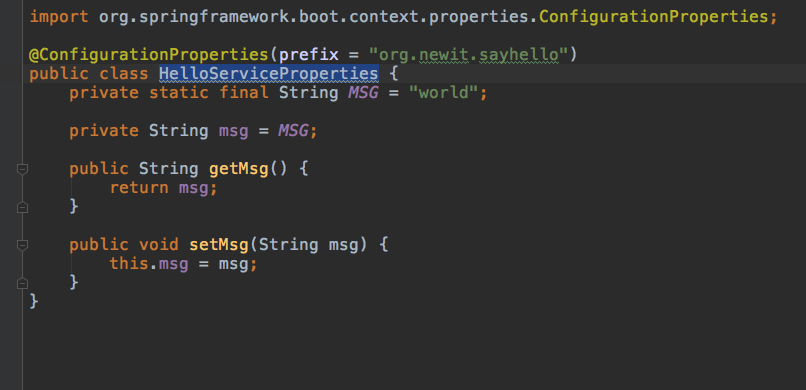 import org.springframework.boot.context.properties.ConfigurationProperties;
@ConfigurationProperties(prefix = "org.newit.sayhello")
public class HelloServiceProperties {
private static final String MSG = "world";
private String msg = MSG;
public String getMsg() {
return msg;
}
public void setMsg(String msg) {
this.msg = msg;
}
}